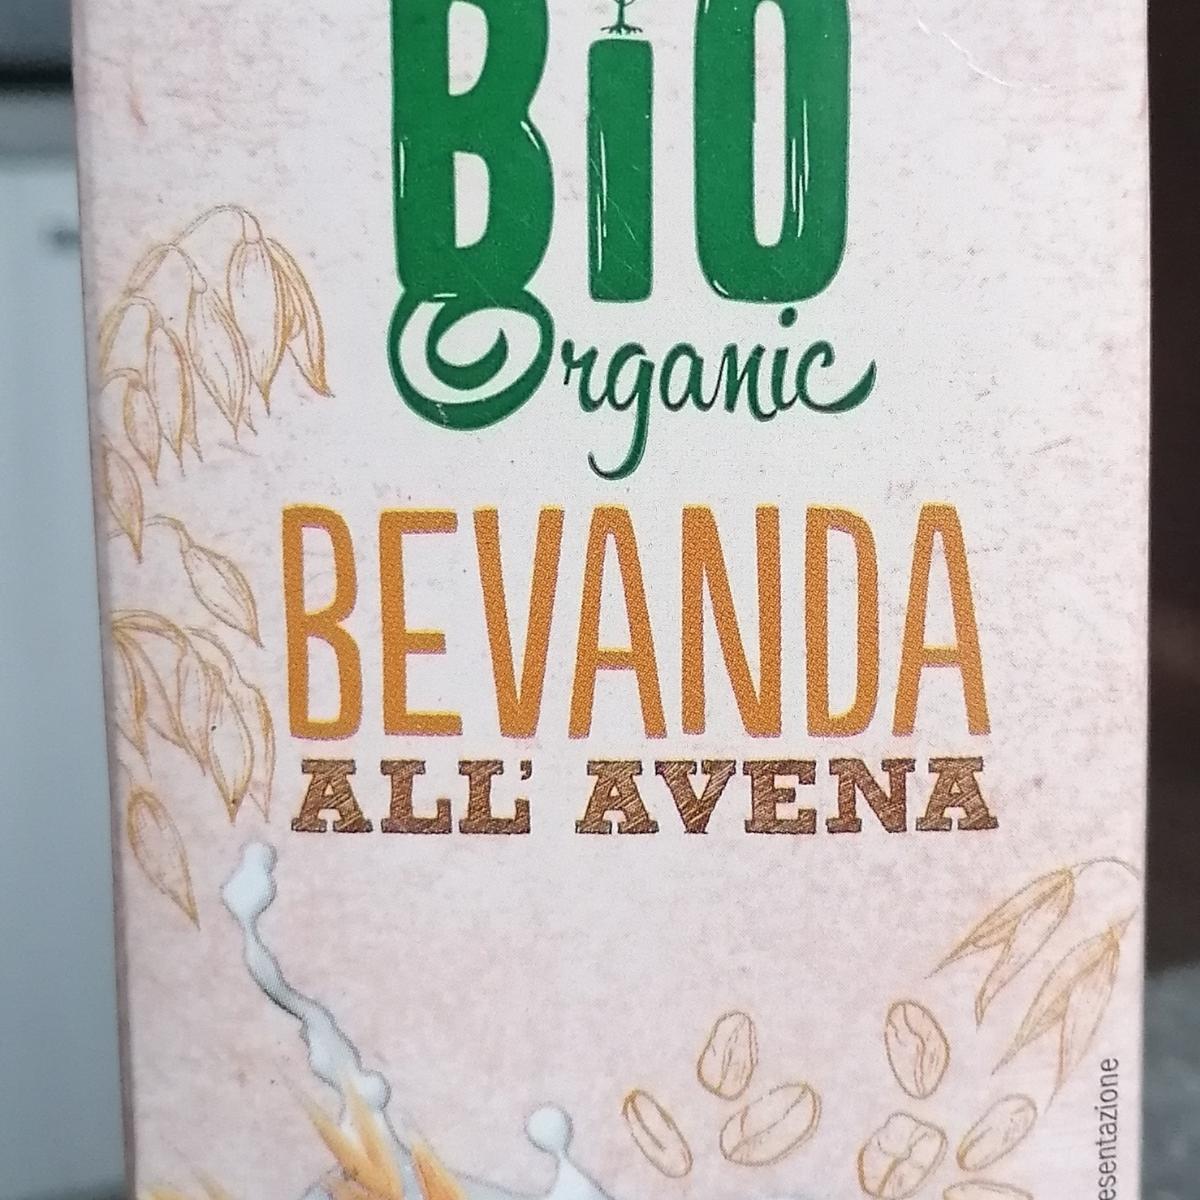 BiO
Organic
BEVANDA
ALL' AVENA